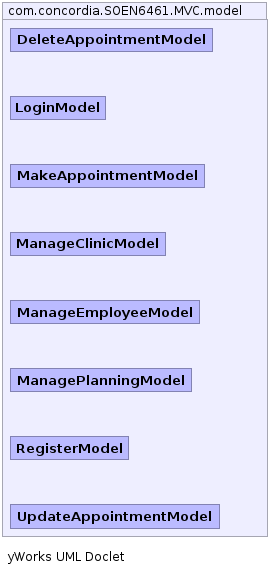 com.concordia.SOEN6461.MVC.model
DeleteAppointmentModel
LoginModel
MakeAppointmentModel
ManageClinicModel
ManageEmployeeModel
ManagePlanningModel
RegisterModel
UpdateAppointmentModel
yWorks UML Doclet